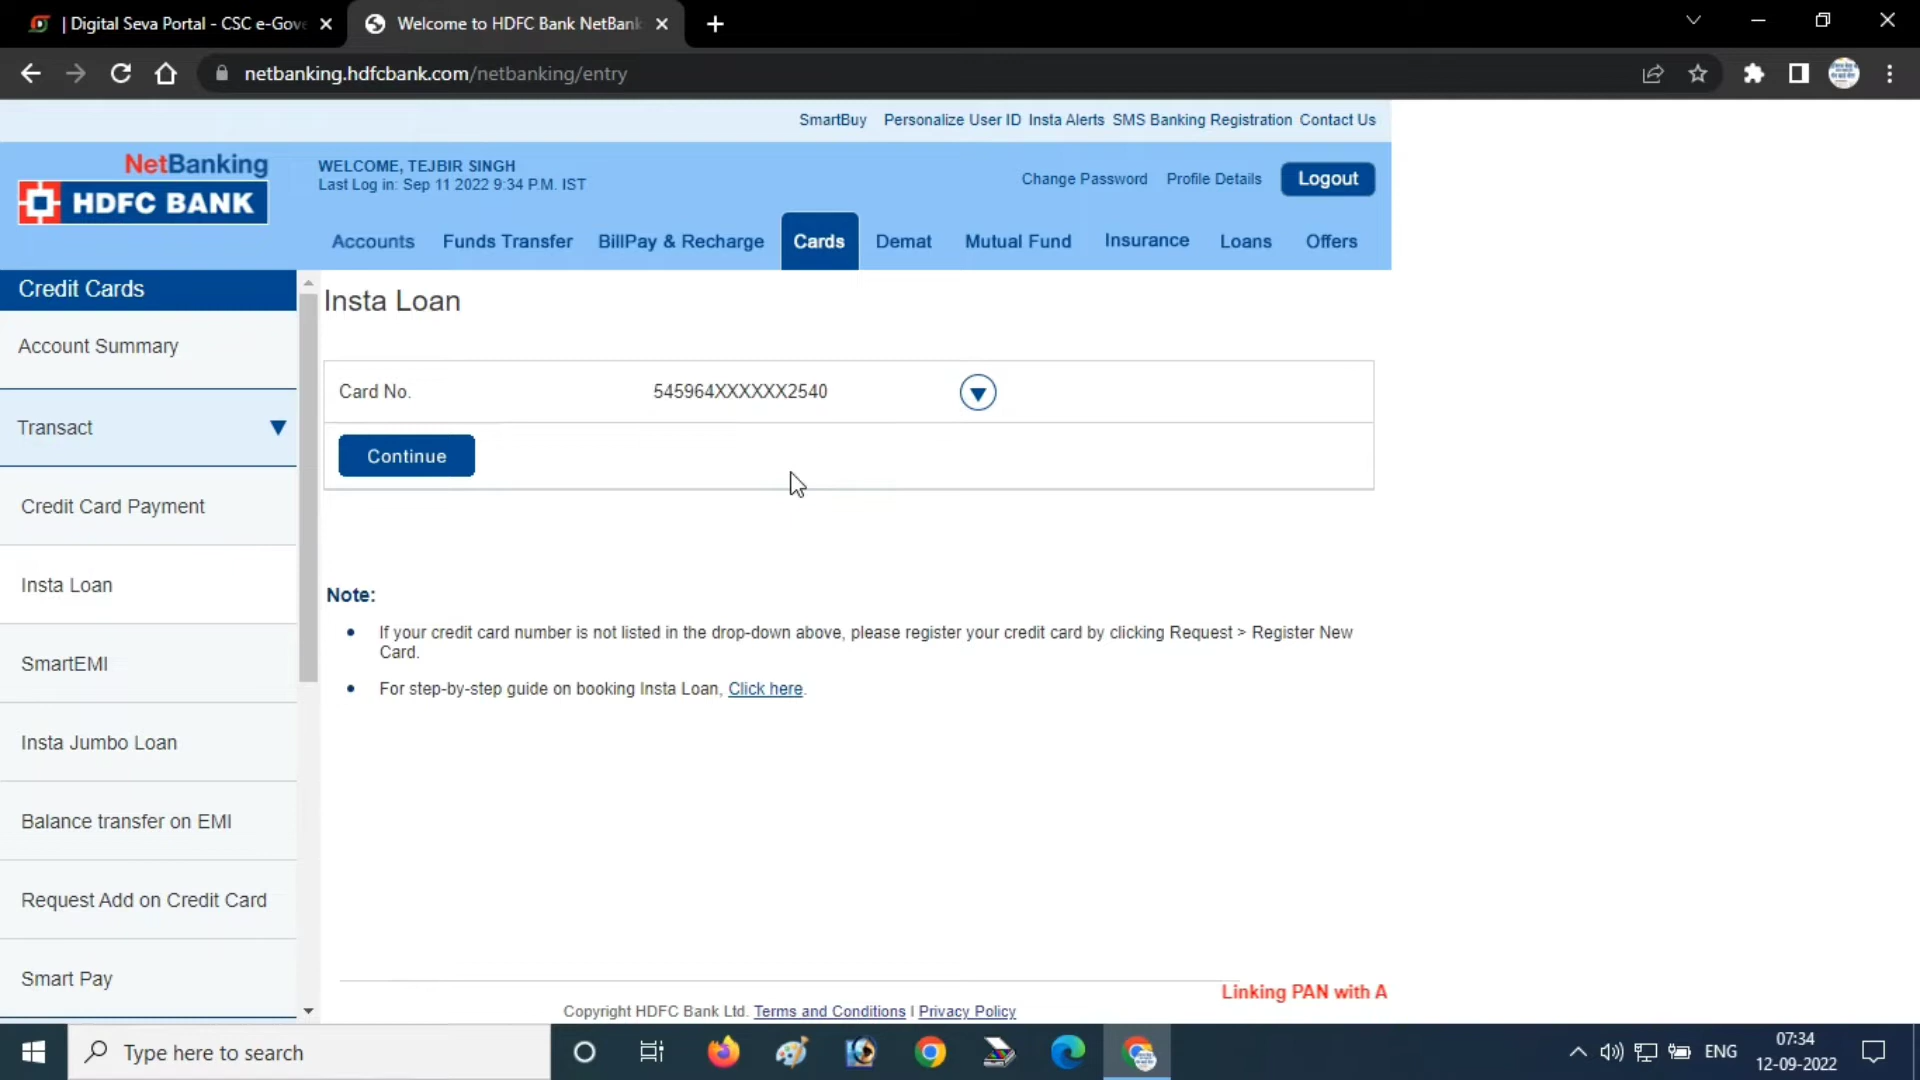 | Digital Seva Portal - CSC e-Gove
Welcome to HDFC Bank NetBank
netbanking.hdfcbank.com/netbanking/entry
SmartBuy Personalize User ID Insta Alerts SMS Banking Registration Contact Us
NetBanking
HDFC BANK
WELCOME, TEJBIR SINGH
Last Log in: Sep 11 2022 9:34 P.M. IST
Change Password Profile Details Logout
Accounts Funds Transfer BillPay & Recharge Cards Demat Mutual Fund Insurance Loans Offers
Credit Cards
Account Summary
Transact
Credit Card Payment
Insta Loan
SmartEMI
Insta Jumbo Loan
Balance transfer on EMI
Request Add on Credit Card
Smart Pay
Insta Loan
Card No. 545964XXXXXX2540
Continue
Note:
If your credit card number is not listed in the drop-down above, please register your credit card by clicking Request > Register New
Card.
For step-by-step guide on booking Insta Loan, Click here.
Linking PAN with A
Copyright HDFC Bank Ltd. Terms and Conditions I Privacy Policy
Type here to search
ENG
07:34
12-09-2022